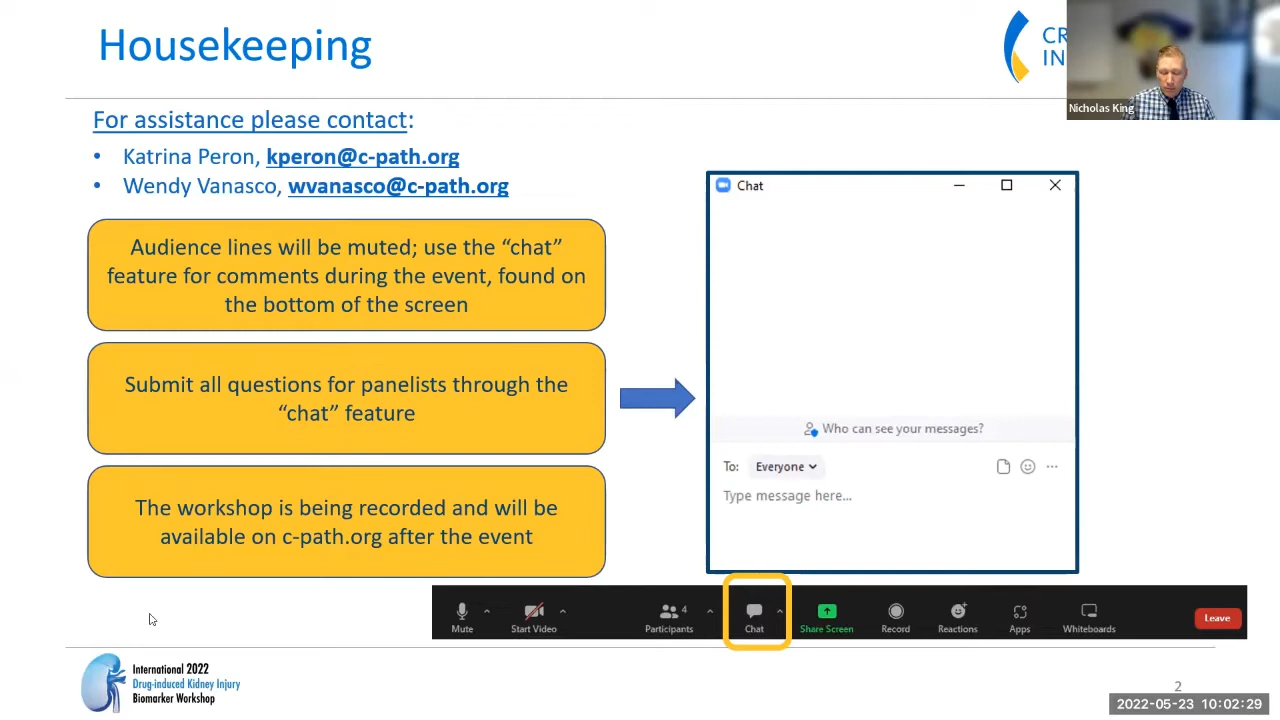 Housekeeping
CR
IN
Nicholas King
For assistance please contact:
• Katrina Peron, kperon@c-path.org
• Wendy Vanasco, wvanasco@c-path.org
Audience lines will be muted; use the “chat”
feature for comments during the event, found on
the bottom of the screen
Submit all questions for panelists through the
“chat” feature
The workshop is being recorded and will be
available on c-path.org after the event
Chat
Who can see your messages?
To: Everyone
Type message here...
Mute
Start Video
4
Participants
Chat
Share Screen
Record
Reactions
Apps
Whiteboards
Leave
International 2022
Drug-induced Kidney Injury
Biomarker Workshop
2
2022-05-23 10:02:29